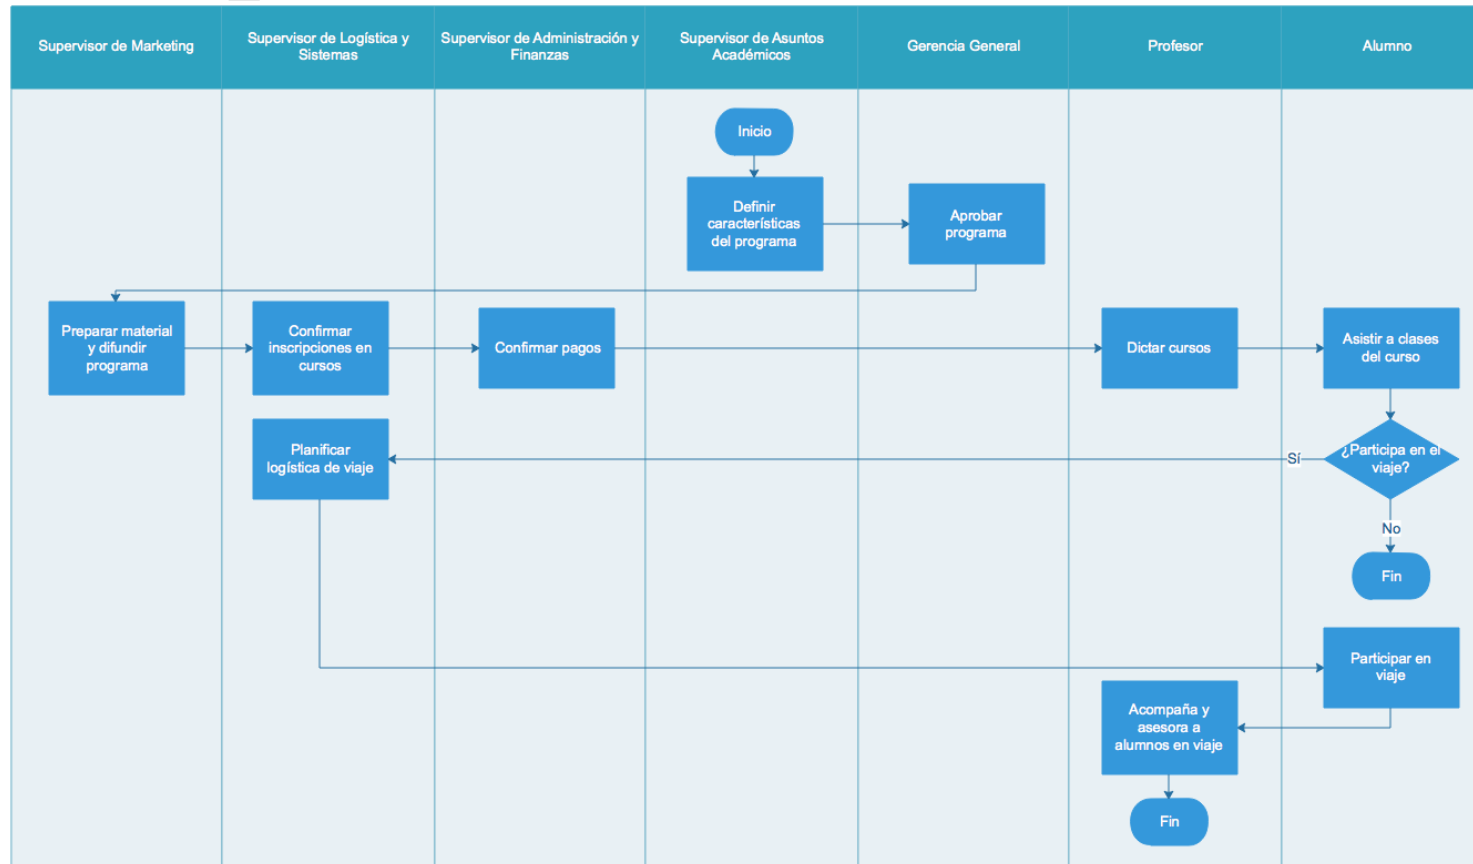 Supervisor de Marketing
Supervisor de Logística y
Sistemas
Supervisor de Administración y
Finanzas
Supervisor de Asuntos
Académicos
Gerencia General
Profesor
Alumno
Inicio
Definir
características
del programa
Aprobar
programa
Preparar material
y difundir
programa
Confirmar
inscripciones en
cursos
Confirmar pagos
Dictar cursos
Asistir a clases
del curso
Planificar
logística de viaje
Sí
¿Participa en el
viaje?
No
Fin
Participar en
viaje
Acompaña y
asesora a
alumnos en viaje
Fin